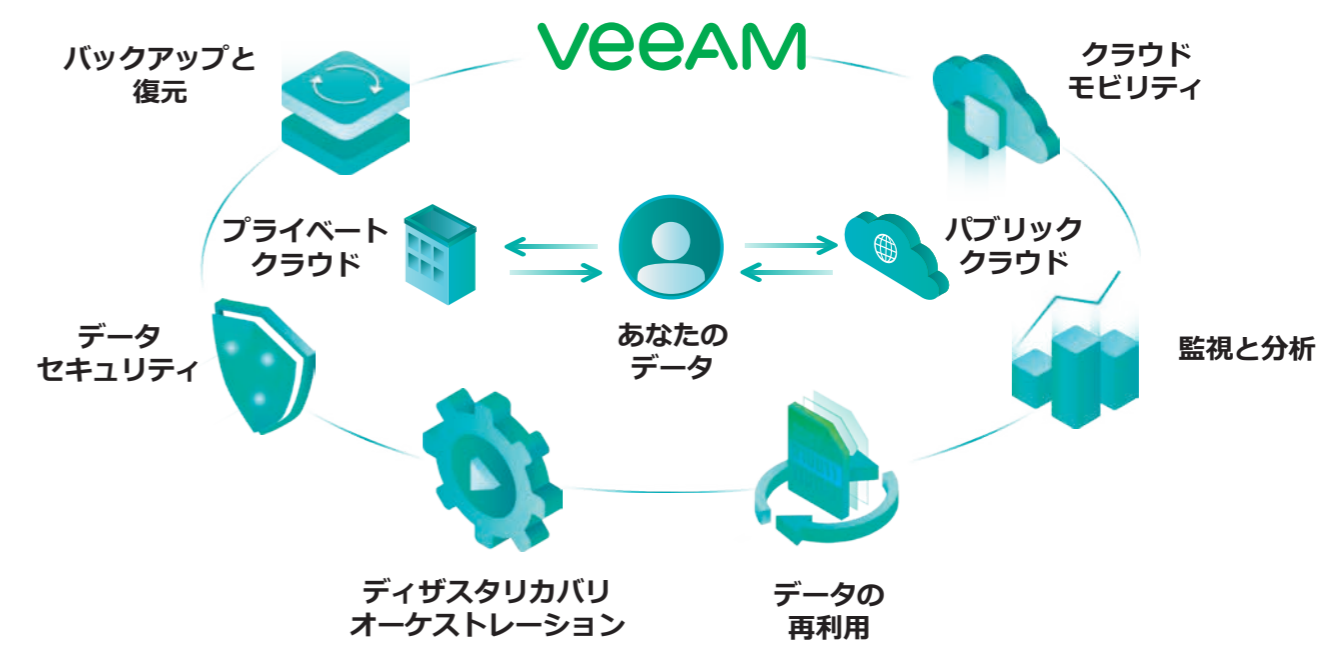 veeAM
バックアップと
復元
クラウド
モビリティ
プライベート
クラウド
パブリック
クラウド
あなたの
データ
データ
セキュリティ
監視と分析
ディザスタリカバリ
オーケストレーション
データの
再利用